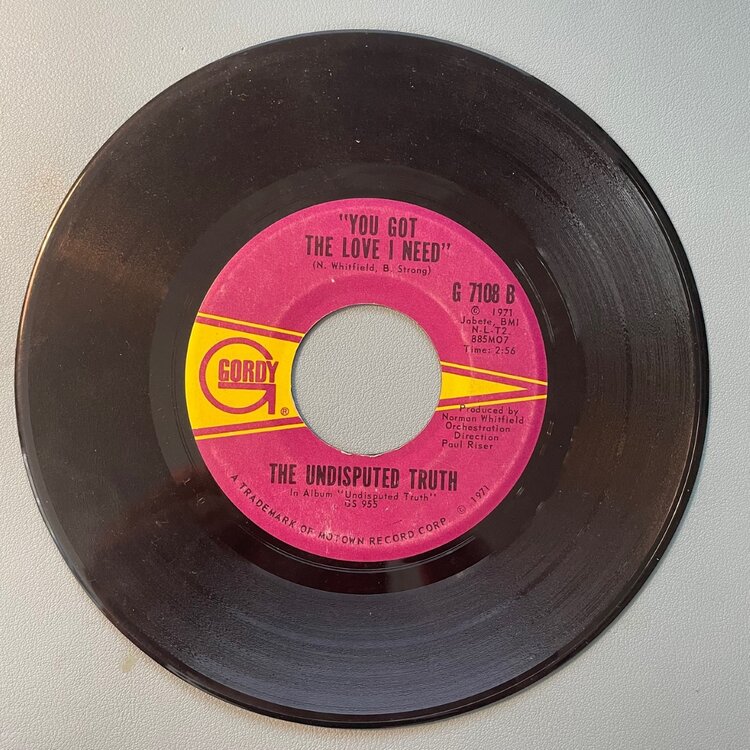 "YOU GOT
THE LOVE I NEED"
(N. Whitfield, B. Strong)
G 7108 B
© 1971
Jobete, BMI
N-L-T2
885M07
Time: 2:56
GORDY
®
Produced by
Norman Whitfield
Orchestration
Direction
Paul Riser
THE UNDISPUTED TRUTH
In Album "Undisputed Truth"
GS 955
A TRADEMARK OF MOTOWN RECORD CORP. © 1971